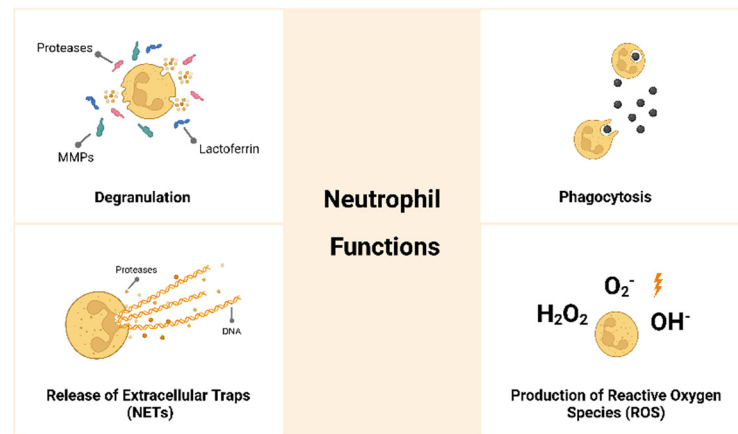 Proteases
MMPs
Lactoferrin
Degranulation
Neutrophil
Functions
Phagocytosis
Proteases
DNA
Release of Extracellular Traps
(NETs)
O₂⁻
H₂O₂
OH⁻
Production of Reactive Oxygen
Species (ROS)